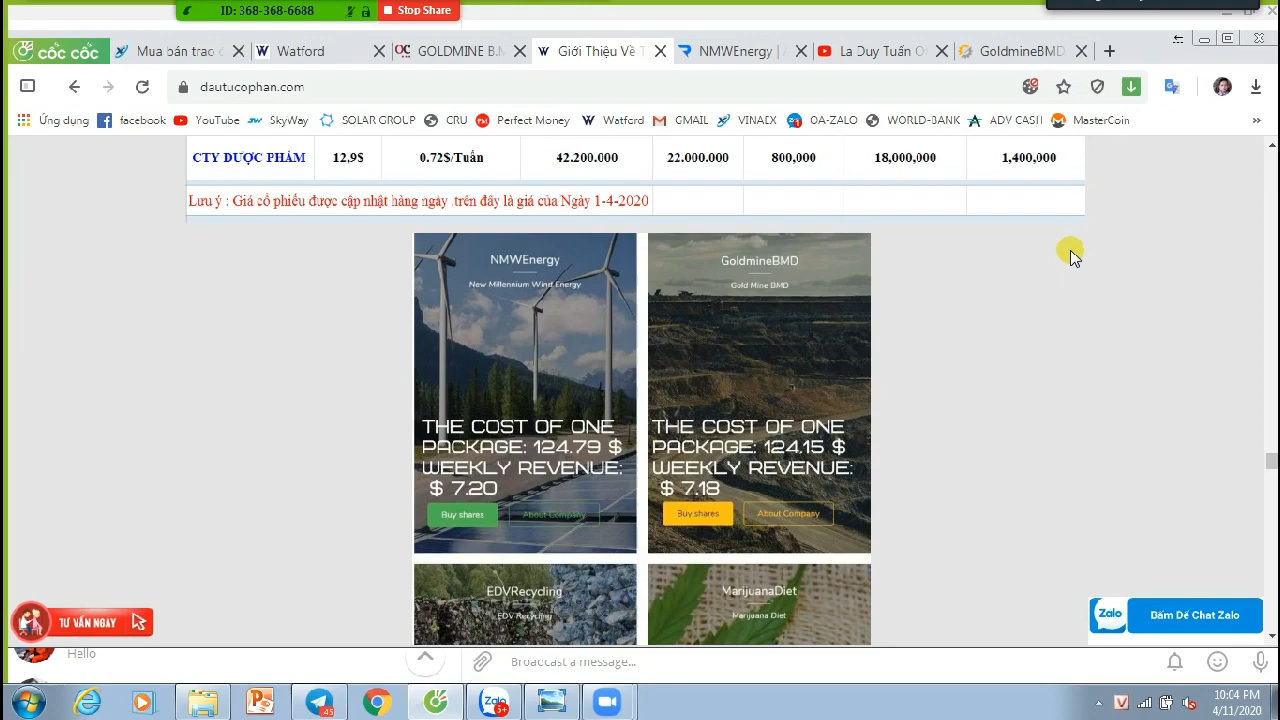 ID: 368-368-6688
Stop Share
cốc cốc
Mua bán trao đ
Watford
GOLDMINE B.M
Giới Thiệu Về T
NMWEnergy |
La Duy Tuấn Of
GoldmineBMD
dautucophan.com
Ứng dụng
facebook
YouTube
SkyWay
SOLAR GROUP
CRU
Perfect Money
Watford
GMAIL
VINAEX
OA-ZALO
WORLD-BANK
ADV CASH
MasterCoin
CTY DƯỢC PHẨM 12,9$ 0.72$/Tuần 42.200.000 22.000.000 800,000 18,000,000 1,400,000
Lưu ý : Giá cổ phiếu được cập nhật hàng ngày .trên đây là giá của Ngày 1-4-2020
NMWEnergy
New Millennium Wind Energy
THE COST OF ONE
PACKAGE: 124.79 $
WEEKLY REVENUE:
$ 7.20
Buy shares
About Company
GoldmineBMD
Gold Mine BMD
THE COST OF ONE
PACKAGE: 124.15 $
WEEKLY REVENUE:
$ 7.18
Buy shares
About Company
EDVRecycling
EDV Recycling
MarijuanaDiet
Marijuana Diet
TƯ VẤN NGAY
Zalo
Bấm Để Chat Zalo
Hello
Broadcast a message...
45
Zalo
5+
V
10:04 PM
4/11/2020